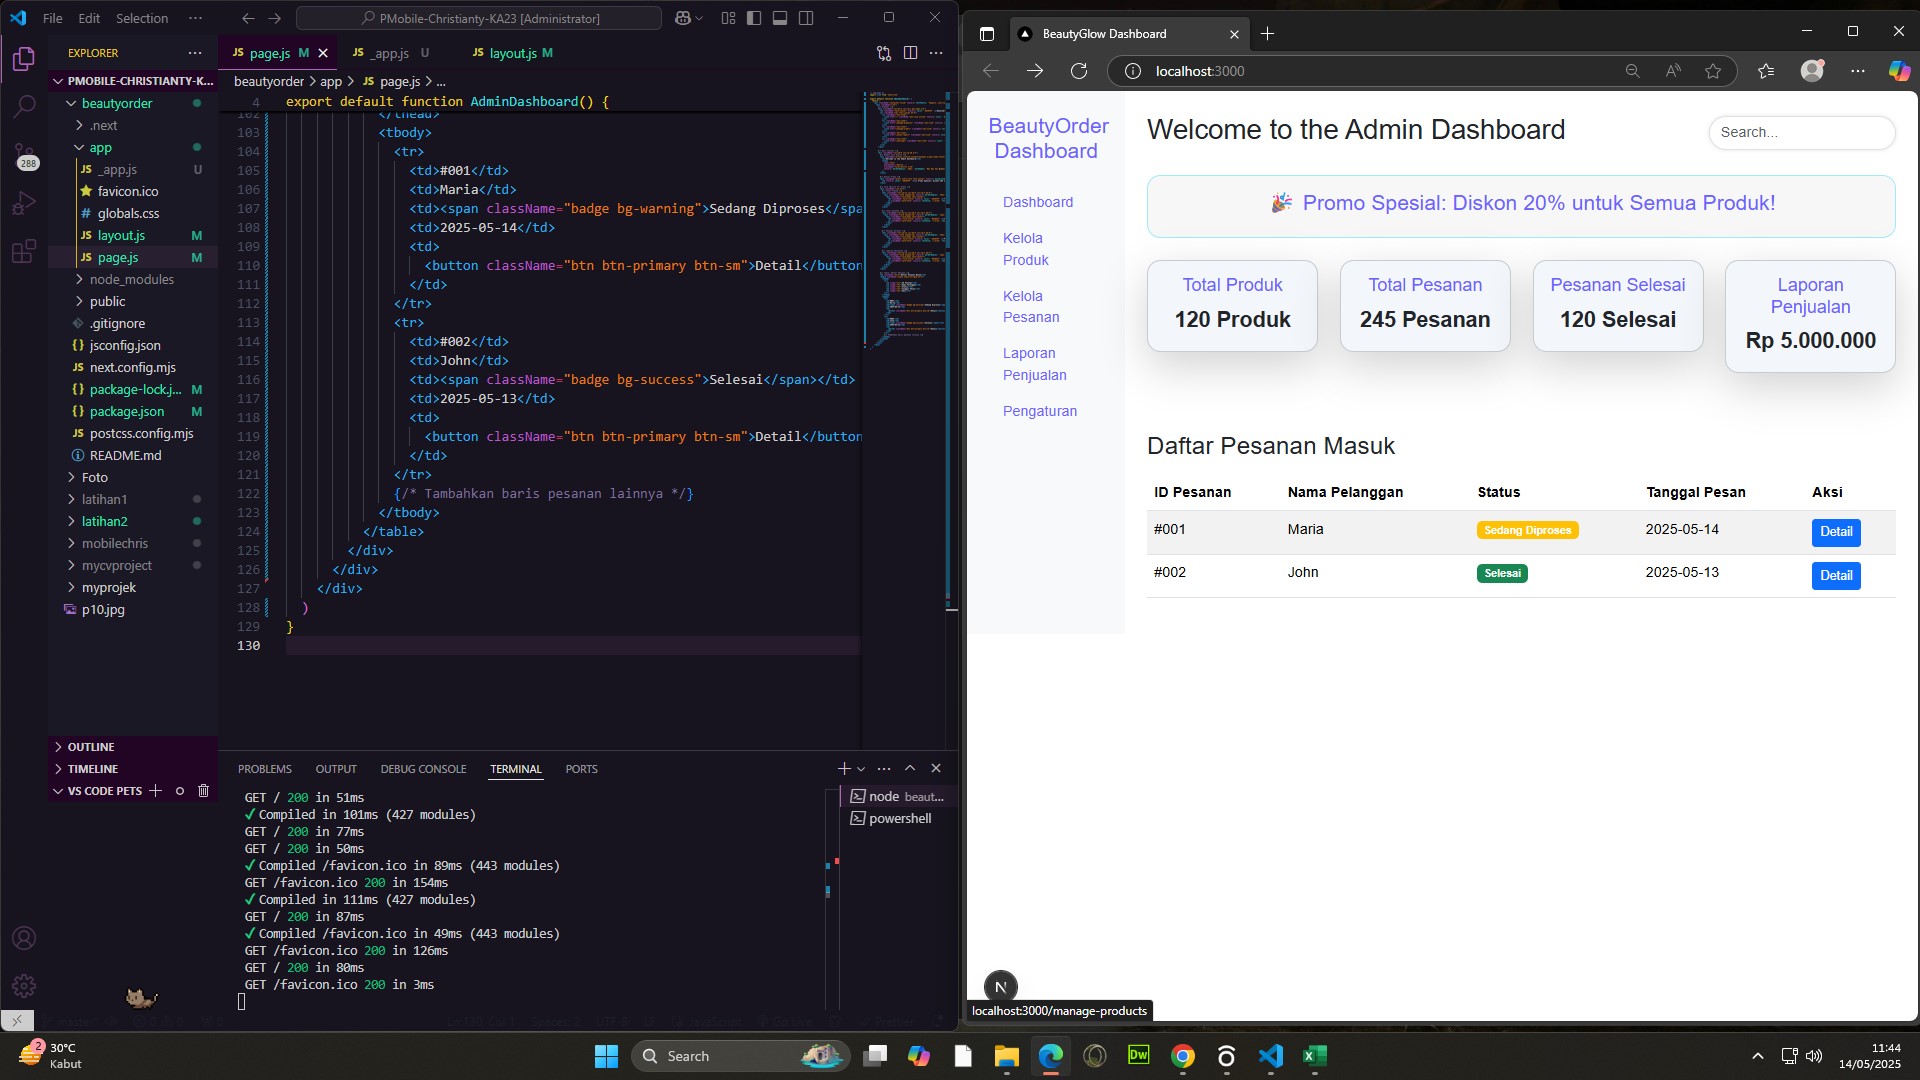 File Edit Selection ···
PMobile-Christianty-KA23 [Administrator]
EXPLORER
PMOBILE-CHRISTIANTY-K...
beautyorder
.next
app
JS _app.js U
favicon.ico
# globals.css
JS layout.js M
JS page.js M
node_modules
public
.gitignore
{} jsconfig.json
JS next.config.mjs
{} package-lock.j... M
{} package.json M
JS postcss.config.mjs
README.md
Foto
latihan1
latihan2
mobilechris
mycvproject
myprojek
p10.jpg
288
OUTLINE
TIMELINE
VS CODE PETS
JS page.js M
JS _app.js U
JS layout.js M
beautyorder > app > JS page.js > ...
4 export default function AdminDashboard() {
102 </thead>
103 <tbody>
104 <tr>
105 <td>#001</td>
106 <td>Maria</td>
107 <td><span className="badge bg-warning">Sedang Diproses</spa
108 <td>2025-05-14</td>
109 <td>
110 <button className="btn btn-primary btn-sm">Detail</button
111 </td>
112 </tr>
113 <tr>
114 <td>#002</td>
115 <td>John</td>
116 <td><span className="badge bg-success">Selesai</span></td>
117 <td>2025-05-13</td>
118 <td>
119 <button className="btn btn-primary btn-sm">Detail</button
120 </td>
121 </tr>
122 {/* Tambahkan baris pesanan lainnya */}
123 </tbody>
124 </table>
125 </div>
126 </div>
127 </div>
128 )
129 }
130
PROBLEMS OUTPUT DEBUG CONSOLE TERMINAL PORTS
GET / 200 in 51ms
✓ Compiled in 101ms (427 modules)
GET / 200 in 77ms
GET / 200 in 50ms
✓ Compiled /favicon.ico in 89ms (443 modules)
GET /favicon.ico 200 in 154ms
✓ Compiled in 111ms (427 modules)
GET / 200 in 87ms
✓ Compiled /favicon.ico in 49ms (443 modules)
GET /favicon.ico 200 in 126ms
GET / 200 in 80ms
GET /favicon.ico 200 in 3ms
node beaut...
powershell
BeautyGlow Dashboard
localhost:3000
BeautyOrder
Dashboard
Dashboard
Kelola
Produk
Kelola
Pesanan
Laporan
Penjualan
Pengaturan
Welcome to the Admin Dashboard
Search...
🎉 Promo Spesial: Diskon 20% untuk Semua Produk!
Total Produk
120 Produk
Total Pesanan
245 Pesanan
Pesanan Selesai
120 Selesai
Laporan
Penjualan
Rp 5.000.000
Daftar Pesanan Masuk
ID Pesanan Nama Pelanggan Status Tanggal Pesan Aksi
#001 Maria Sedang Diproses 2025-05-14 Detail
#002 John Selesai 2025-05-13 Detail
N
localhost:3000/manage-products
2
30°C
Kabut
Search
Dw
11:44
14/05/2025